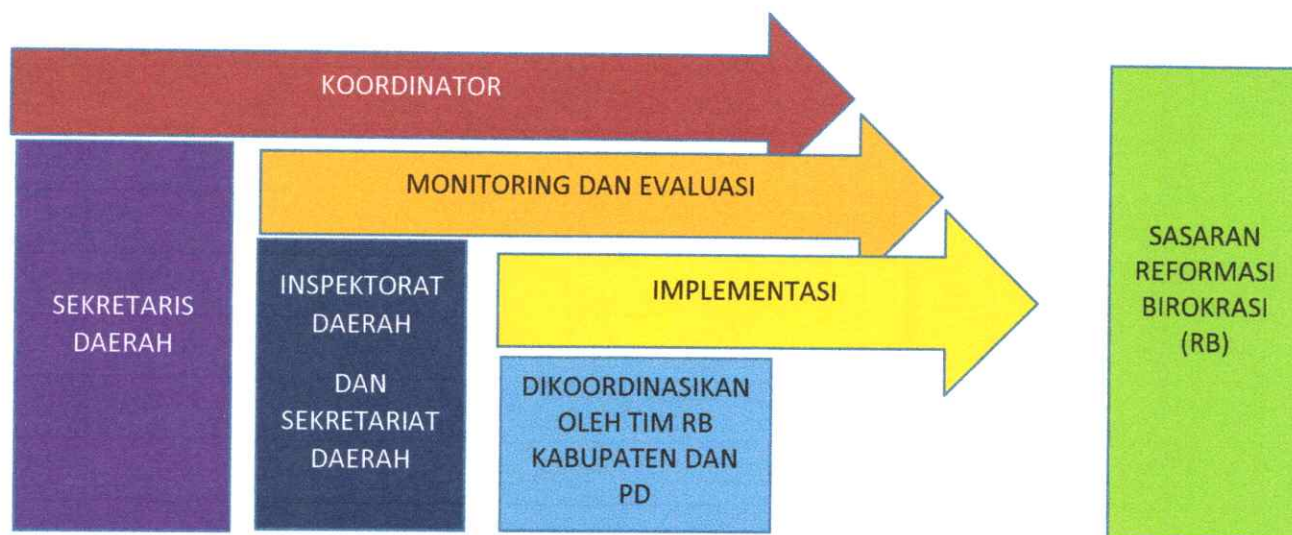 KOORDINATOR
SEKRETARIS
DAERAH
MONITORING DAN EVALUASI
INSPEKTORAT
DAERAH
DAN
SEKRETARIAT
DAERAH
IMPLEMENTASI
DIKOORDINASIKAN
OLEH TIM RB
KABUPATEN DAN
PD
SASARAN
REFORMASI
BIROKRASI
(RB)